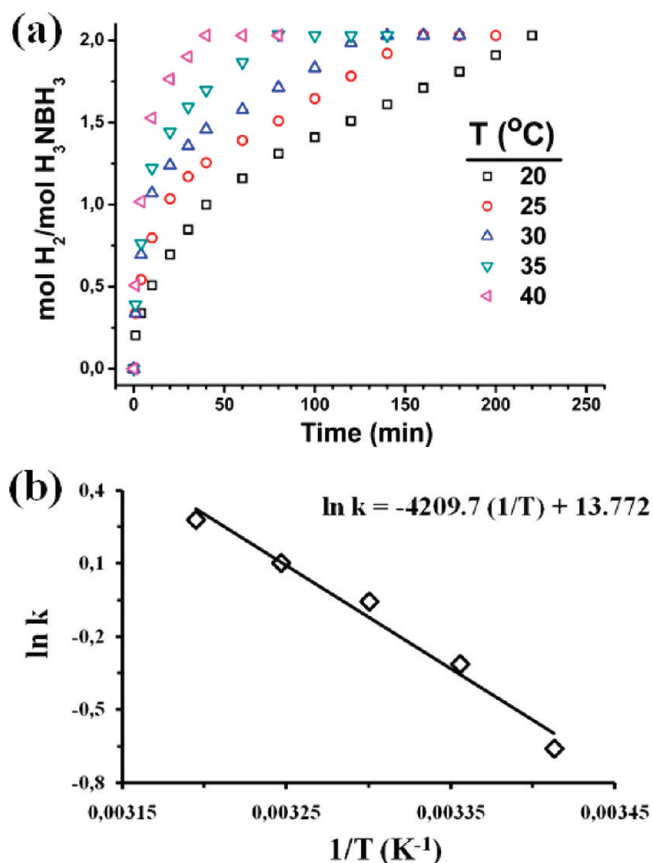 (a)
mol H2/mol H3NBH3
2,0
1,5
1,0
0,5
0,0
T (°C)
20
25
30
35
40
0 50 100 150 200 250
Time (min)
(b)
ln k = -4209.7 (1/T) + 13.772
ln k
0,4
0,1
-0,2
-0,5
-0,8
0,00315 0,00325 0,00335 0,00345
1/T (K-1)